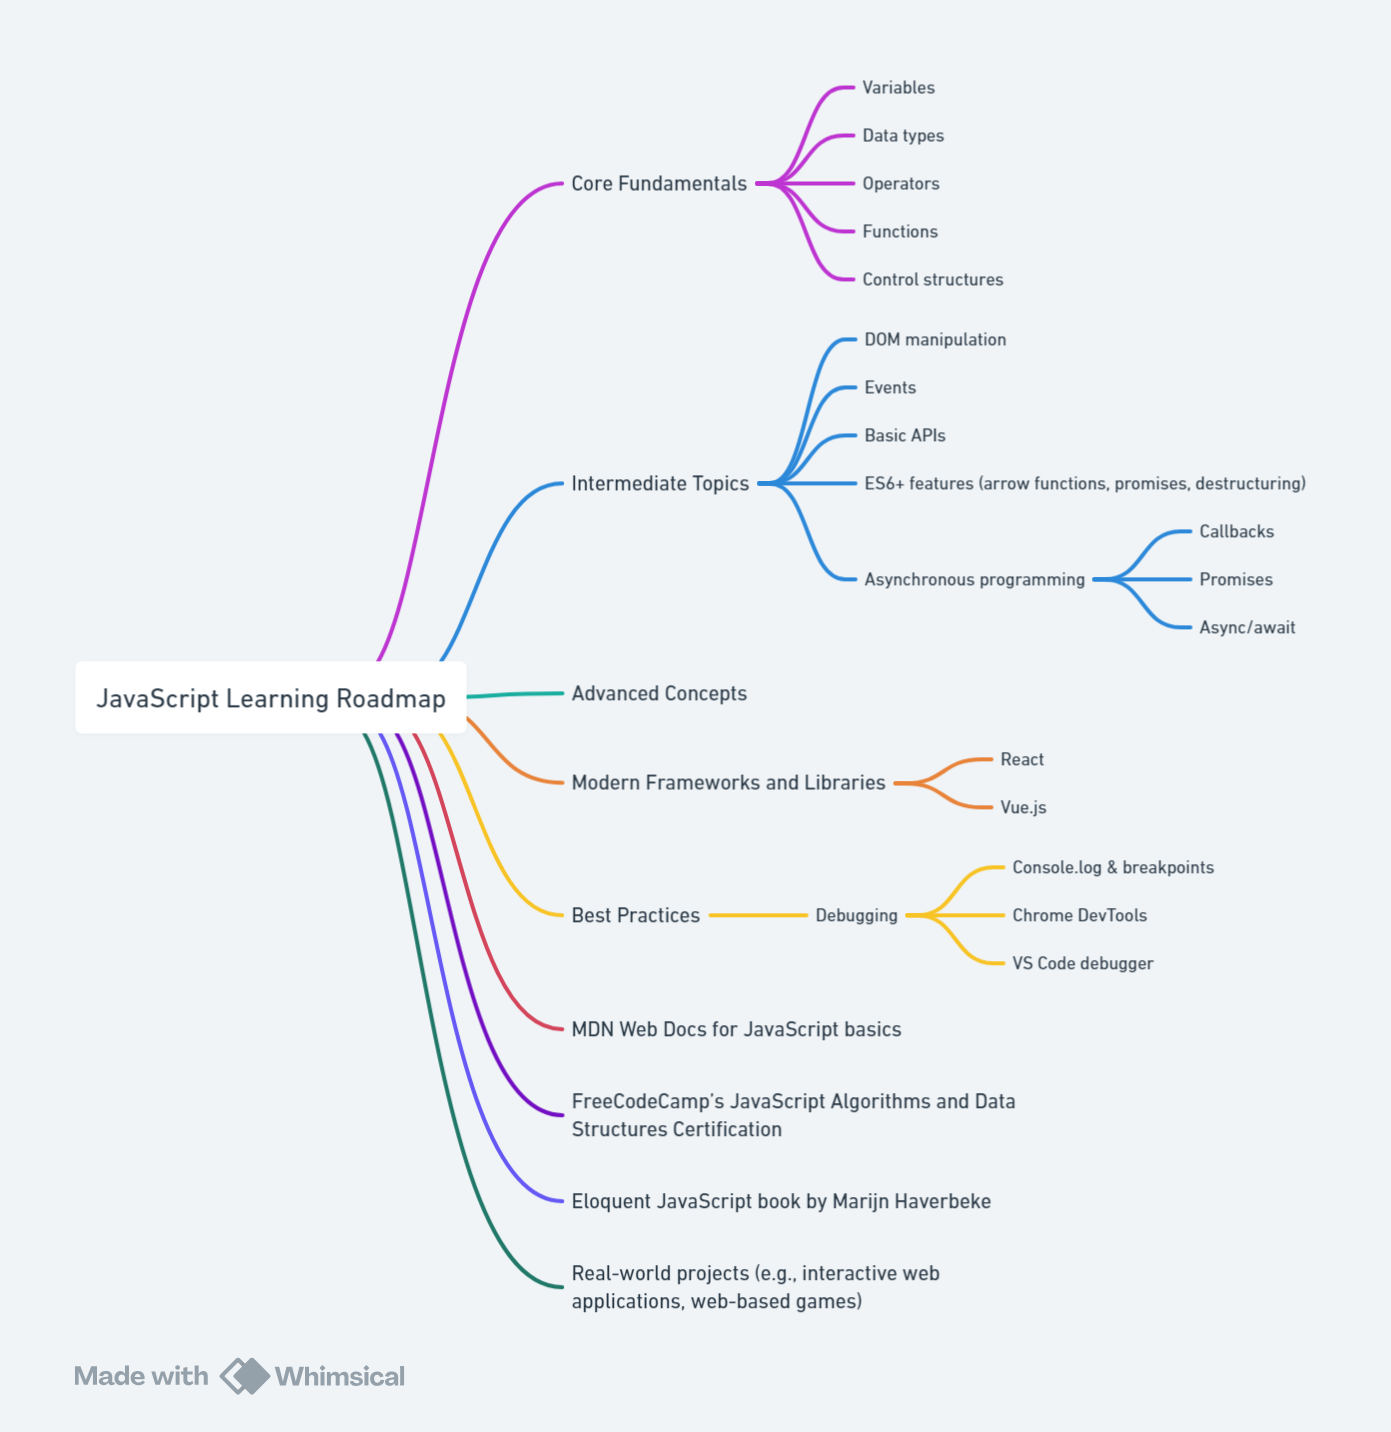 Variables
Data types
Core Fundamentals
Operators
Functions
Control structures
DOM manipulation
Events
Basic APIs
Intermediate Topics
ES6+ features (arrow functions, promises, destructuring)
Callbacks
Asynchronous programming
Promises
Async/await
JavaScript Learning Roadmap
Advanced Concepts
React
Modern Frameworks and Libraries
Vue.js
Console.log & breakpoints
Best Practices
Debugging
Chrome DevTools
VS Code debugger
MDN Web Docs for JavaScript basics
FreeCodeCamp's JavaScript Algorithms and Data
Structures Certification
Eloquent JavaScript book by Marijn Haverbeke
Real-world projects (e.g., interactive web
applications, web-based games)
Made with Whimsical